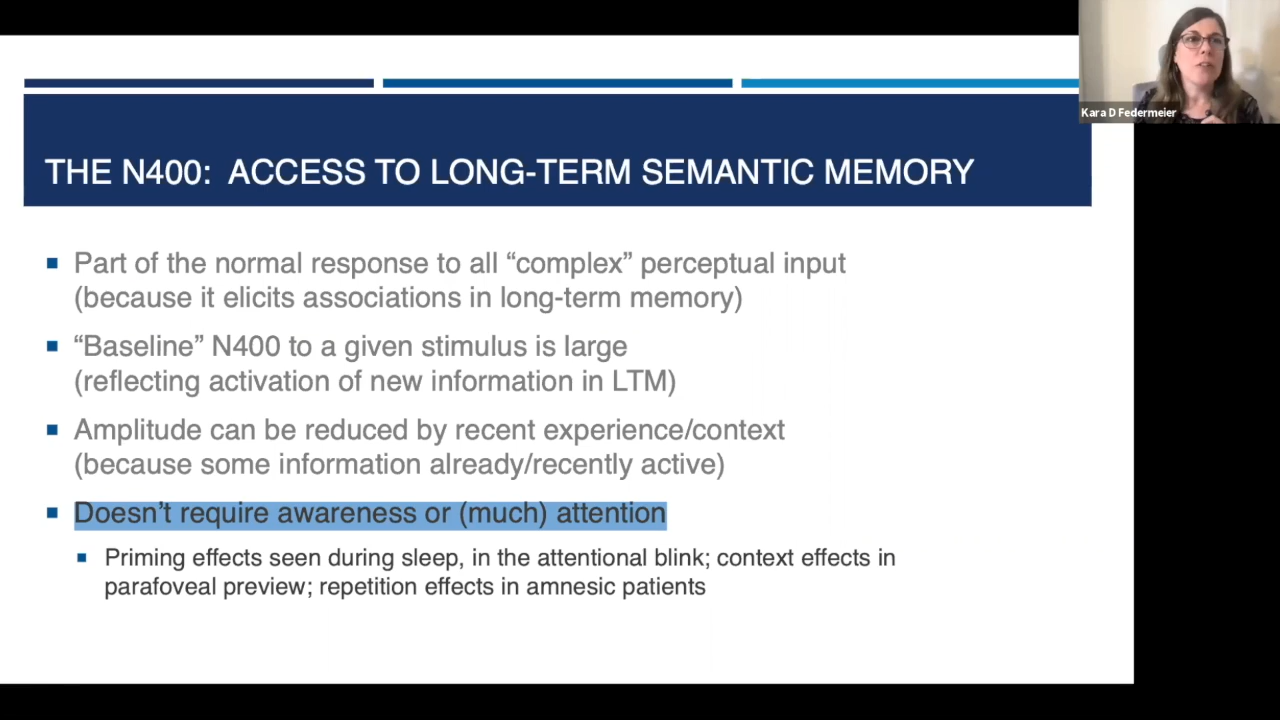 Kara D Federmeier
THE N400: ACCESS TO LONG-TERM SEMANTIC MEMORY
Part of the normal response to all “complex” perceptual input
(because it elicits associations in long-term memory)
“Baseline” N400 to a given stimulus is large
(reflecting activation of new information in LTM)
Amplitude can be reduced by recent experience/context
(because some information already/recently active)
Doesn’t require awareness or (much) attention
Priming effects seen during sleep, in the attentional blink; context effects in
parafoveal preview; repetition effects in amnesic patients